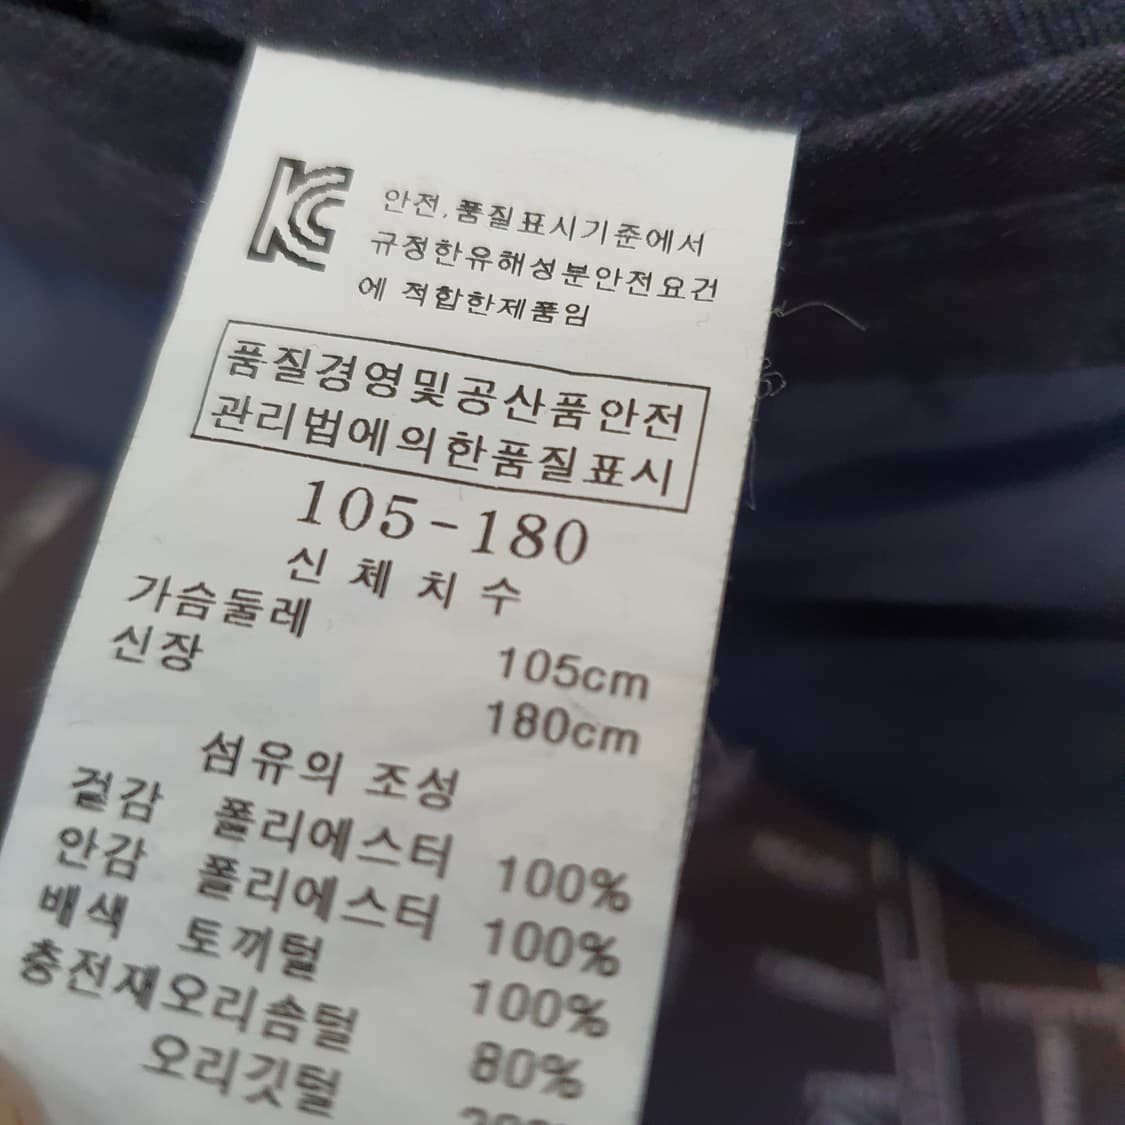 KC
안전,품질표시기준에서
규정한유해성분안전요건
에 적합한제품임
품질경영및공산품안전
관리법에의한품질표시
105-180
신 체 치 수
가슴둘레 105cm
신장 180cm
섬유의 조성
겉감 폴리에스터 100%
안감 폴리에스터 100%
배색 토끼털 100%
충전재오리솜털 80%
오리깃털